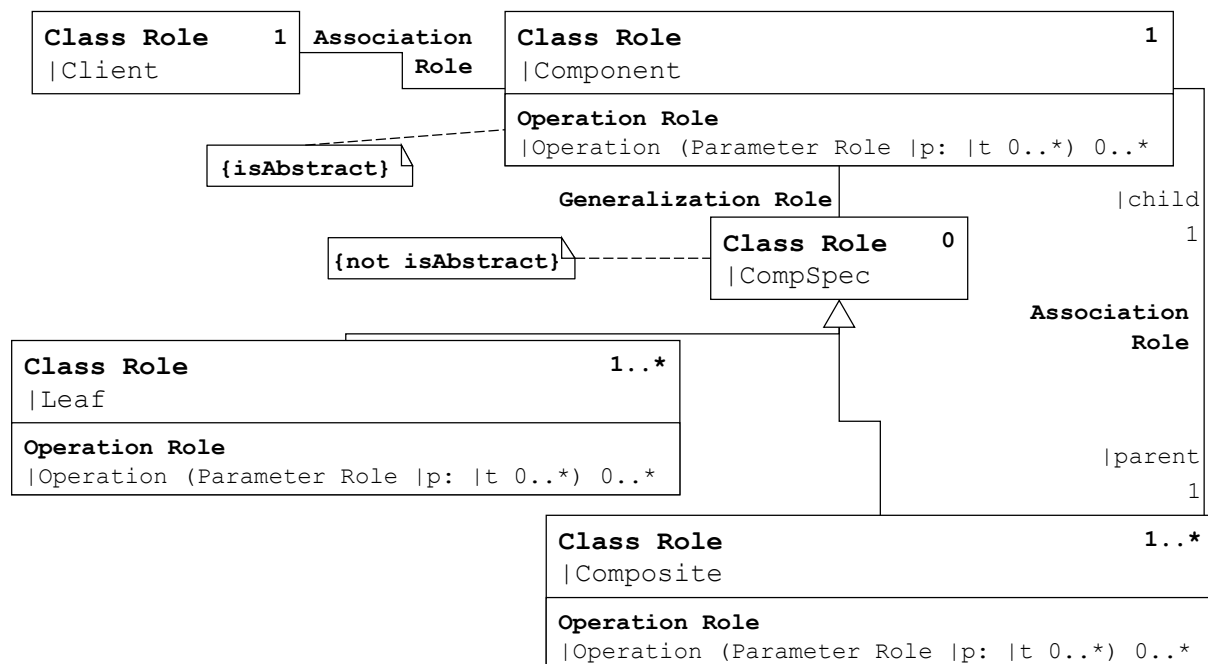 Class Role 1
|Client
Association
Role
Class Role 1
|Component
Operation Role
|Operation (Parameter Role |p: |t 0..*) 0..*
{isAbstract}
Generalization Role
|child
1
Class Role 0
|CompSpec
{not isAbstract}
Association
Role
Class Role 1..*
|Leaf
Operation Role
|Operation (Parameter Role |p: |t 0..*) 0..*
|parent
1
Class Role 1..*
|Composite
Operation Role
|Operation (Parameter Role |p: |t 0..*) 0..*